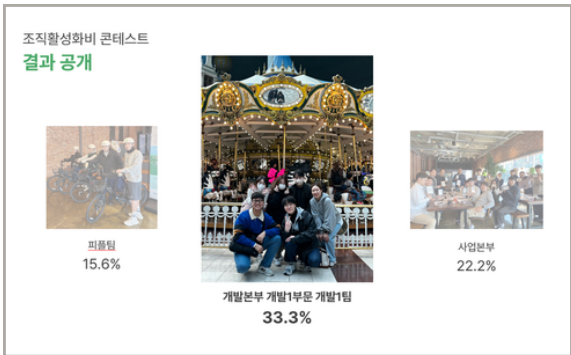 조직활성화비 콘테스트
결과 공개
피플팀
15.6%
개발본부 개발1부문 개발1팀
33.3%
사업본부
22.2%